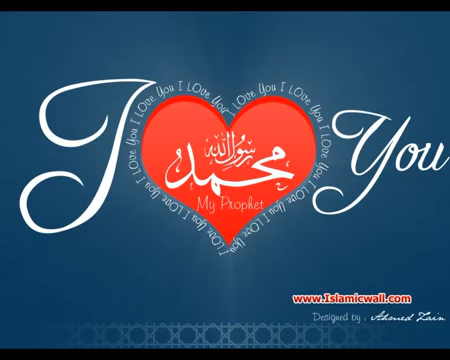 I
You
I LOve You I LOve You I LOve You I LOve You I LOve You I LOve You I LOve You I LOve You
محمد
رسول الله
My Prophet
www.Islamicwall.com
Designed by : Ahmed Zain